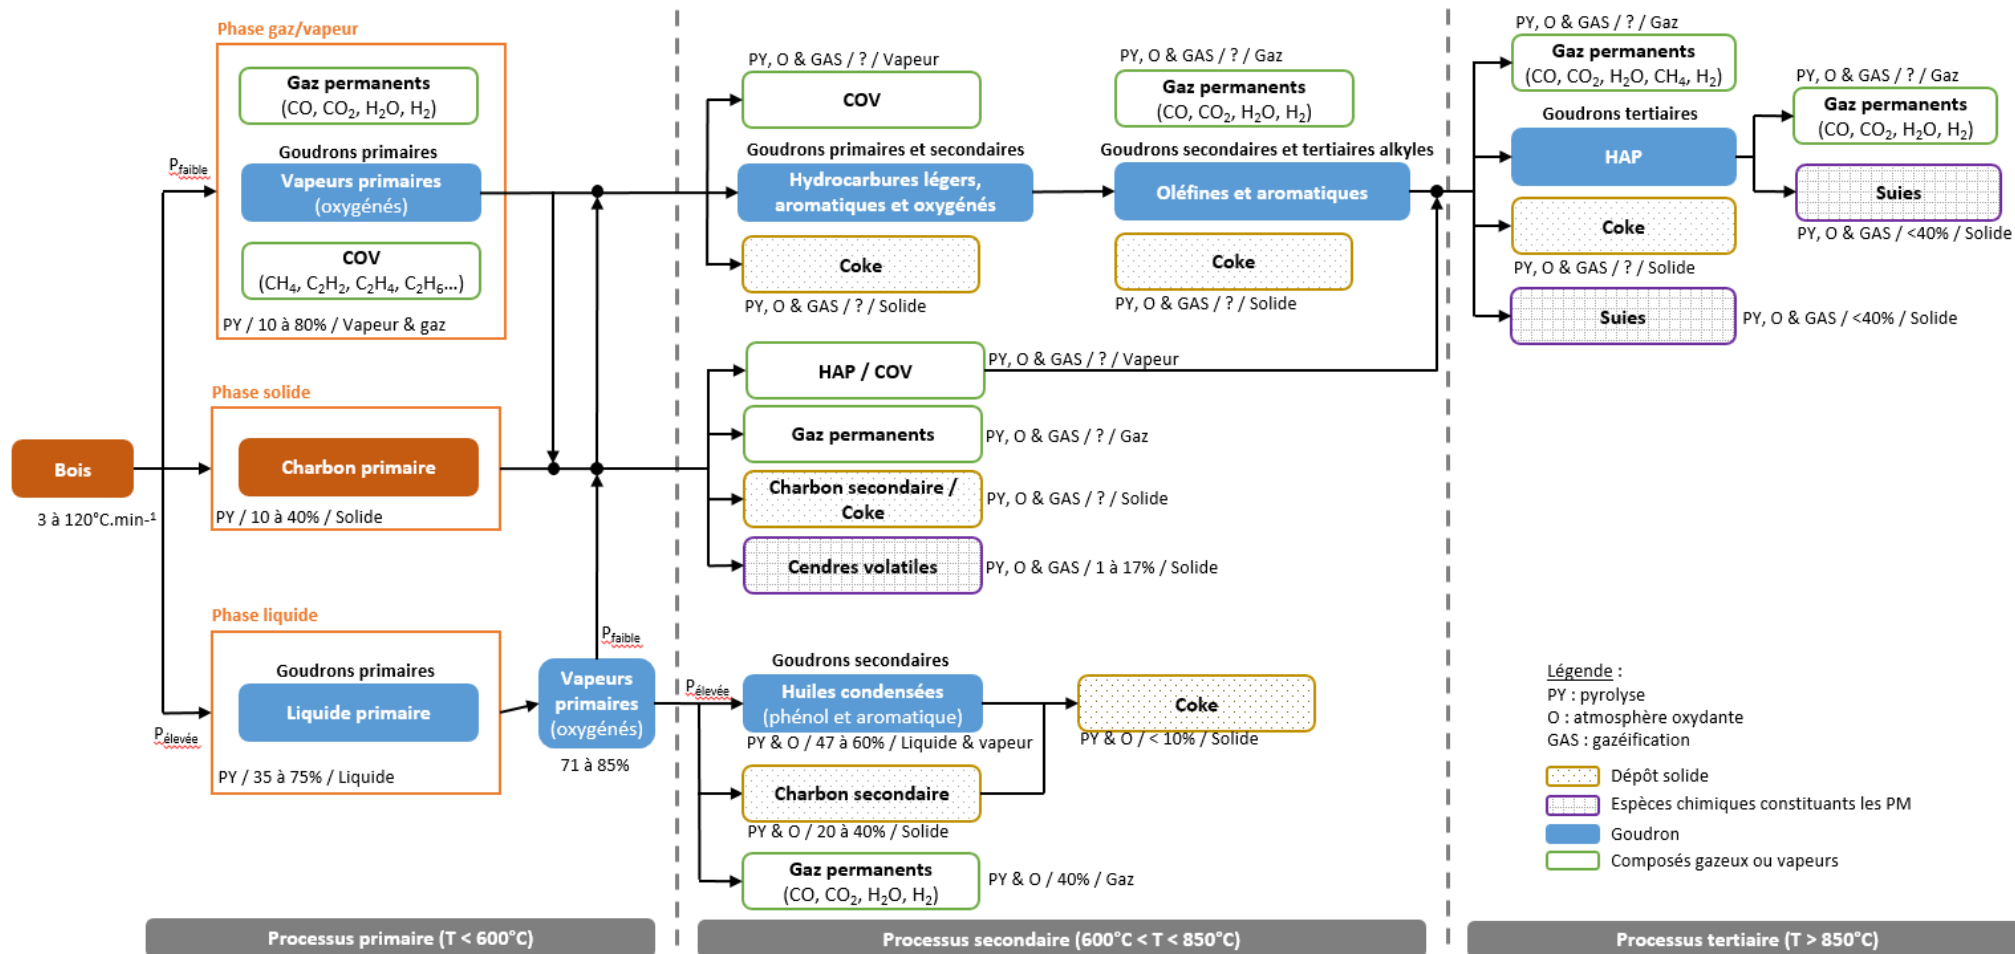 Phase gaz/vapeur
Gaz permanents
(CO, CO₂, H₂O, H₂)
Goudrons primaires
Vapeurs primaires
(oxygénés)
COV
(CH₄, C₂H₂, C₂H₄, C₂H₆...)
PY / 10 à 80% / Vapeur & gaz
P faible
Phase solide
Charbon primaire
PY / 10 à 40% / Solide
Bois
3 à 120°C.min-¹
Phase liquide
Goudrons primaires
Liquide primaire
PY / 35 à 75% / Liquide
P élevée
Vapeurs
primaires
(oxygénés)
71 à 85%
P faible
P élevée
PY, O & GAS / ? / Vapeur
COV
Goudrons primaires et secondaires
Hydrocarbures légers,
aromatiques et oxygénés
Coke
PY, O & GAS / ? / Solide
PY, O & GAS / ? / Gaz
Gaz permanents
(CO, CO₂, H₂O, H₂)
Goudrons secondaires et tertiaires alkyles
Oléfines et aromatiques
Coke
PY, O & GAS / ? / Solide
HAP / COV
PY, O & GAS / ? / Vapeur
Gaz permanents
PY, O & GAS / ? / Gaz
Charbon secondaire /
Coke
PY, O & GAS / ? / Solide
Cendres volatiles
PY, O & GAS / 1 à 17% / Solide
Goudrons secondaires
Huiles condensées
(phénol et aromatique)
PY & O / 47 à 60% / Liquide & vapeur
Coke
PY & O / < 10% / Solide
Charbon secondaire
PY & O / 20 à 40% / Solide
Gaz permanents
(CO, CO₂, H₂O, H₂)
PY & O / 40% / Gaz
PY, O & GAS / ? / Gaz
Gaz permanents
(CO, CO₂, H₂O, CH₄, H₂)
Goudrons tertiaires
HAP
Coke
PY, O & GAS / ? / Solide
Suies
PY, O & GAS / <40% / Solide
PY, O & GAS / ? / Gaz
Gaz permanents
(CO, CO₂, H₂O, H₂)
Suies
PY, O & GAS / <40% / Solide
Légende :
PY : pyrolyse
O : atmosphère oxydante
GAS : gazéification
Dépôt solide
Espèces chimiques constituants les PM
Goudron
Composés gazeux ou vapeurs
Processus primaire (T < 600°C)
Processus secondaire (600°C < T < 850°C)
Processus tertiaire (T > 850°C)